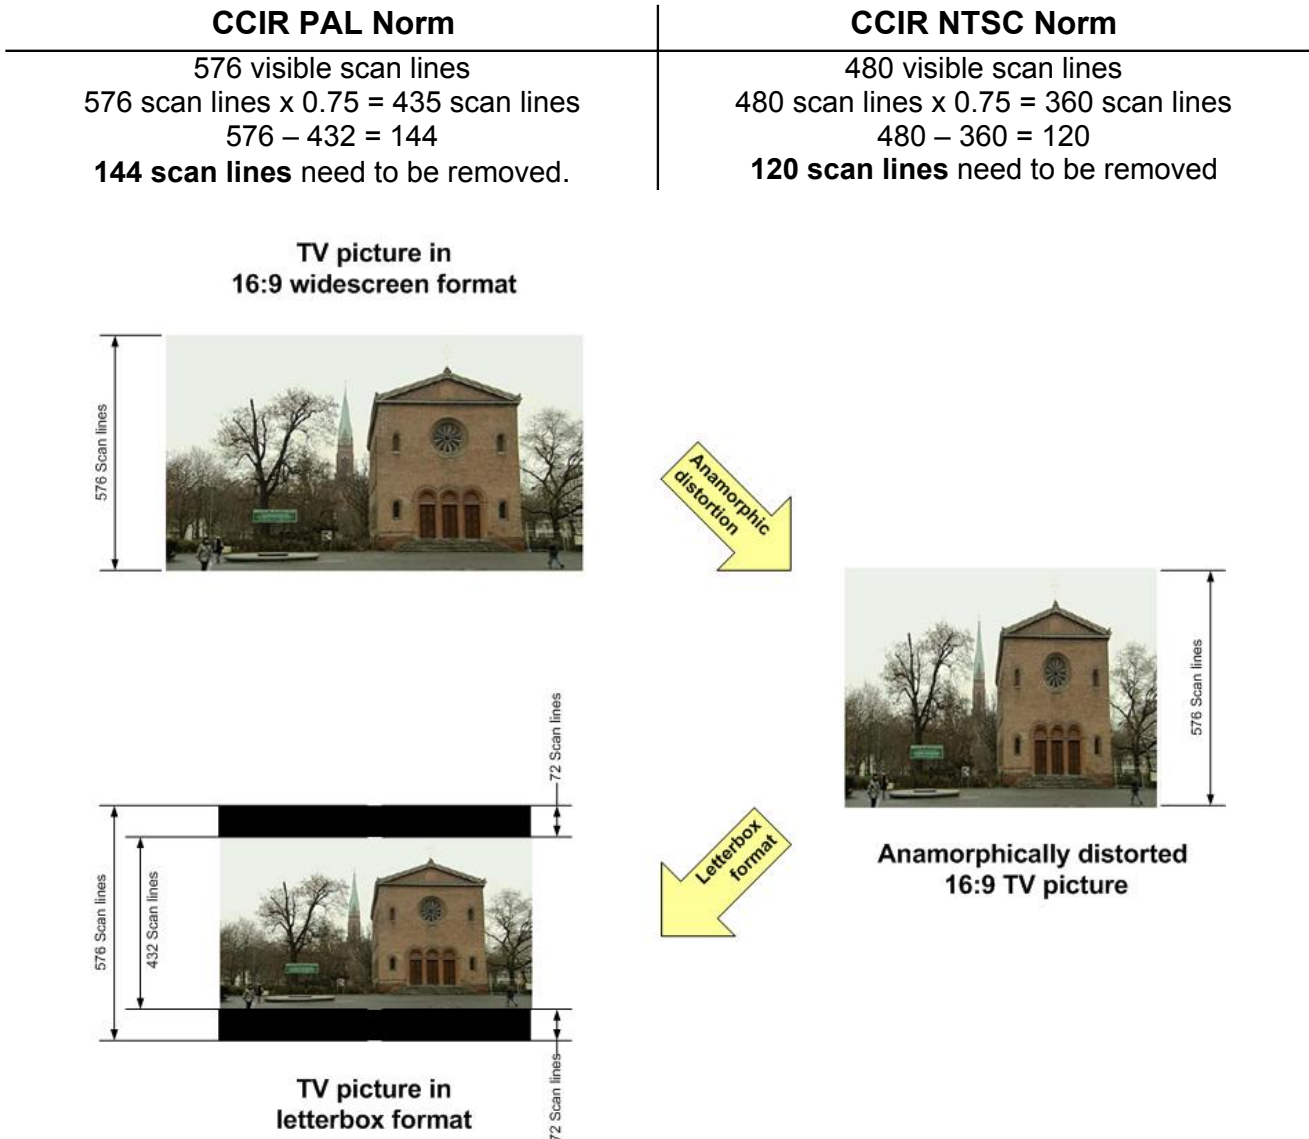 CCIR PAL Norm
576 visible scan lines
576 scan lines x 0.75 = 435 scan lines
576 – 432 = 144
144 scan lines need to be removed.
CCIR NTSC Norm
480 visible scan lines
480 scan lines x 0.75 = 360 scan lines
480 – 360 = 120
120 scan lines need to be removed
TV picture in
16:9 widescreen format
576 Scan lines
Anamorphic
distortion
576 Scan lines
Anamorphically distorted
16:9 TV picture
Letterbox
format
72 Scan lines
576 Scan lines
432 Scan lines
72 Scan lines
TV picture in
letterbox format